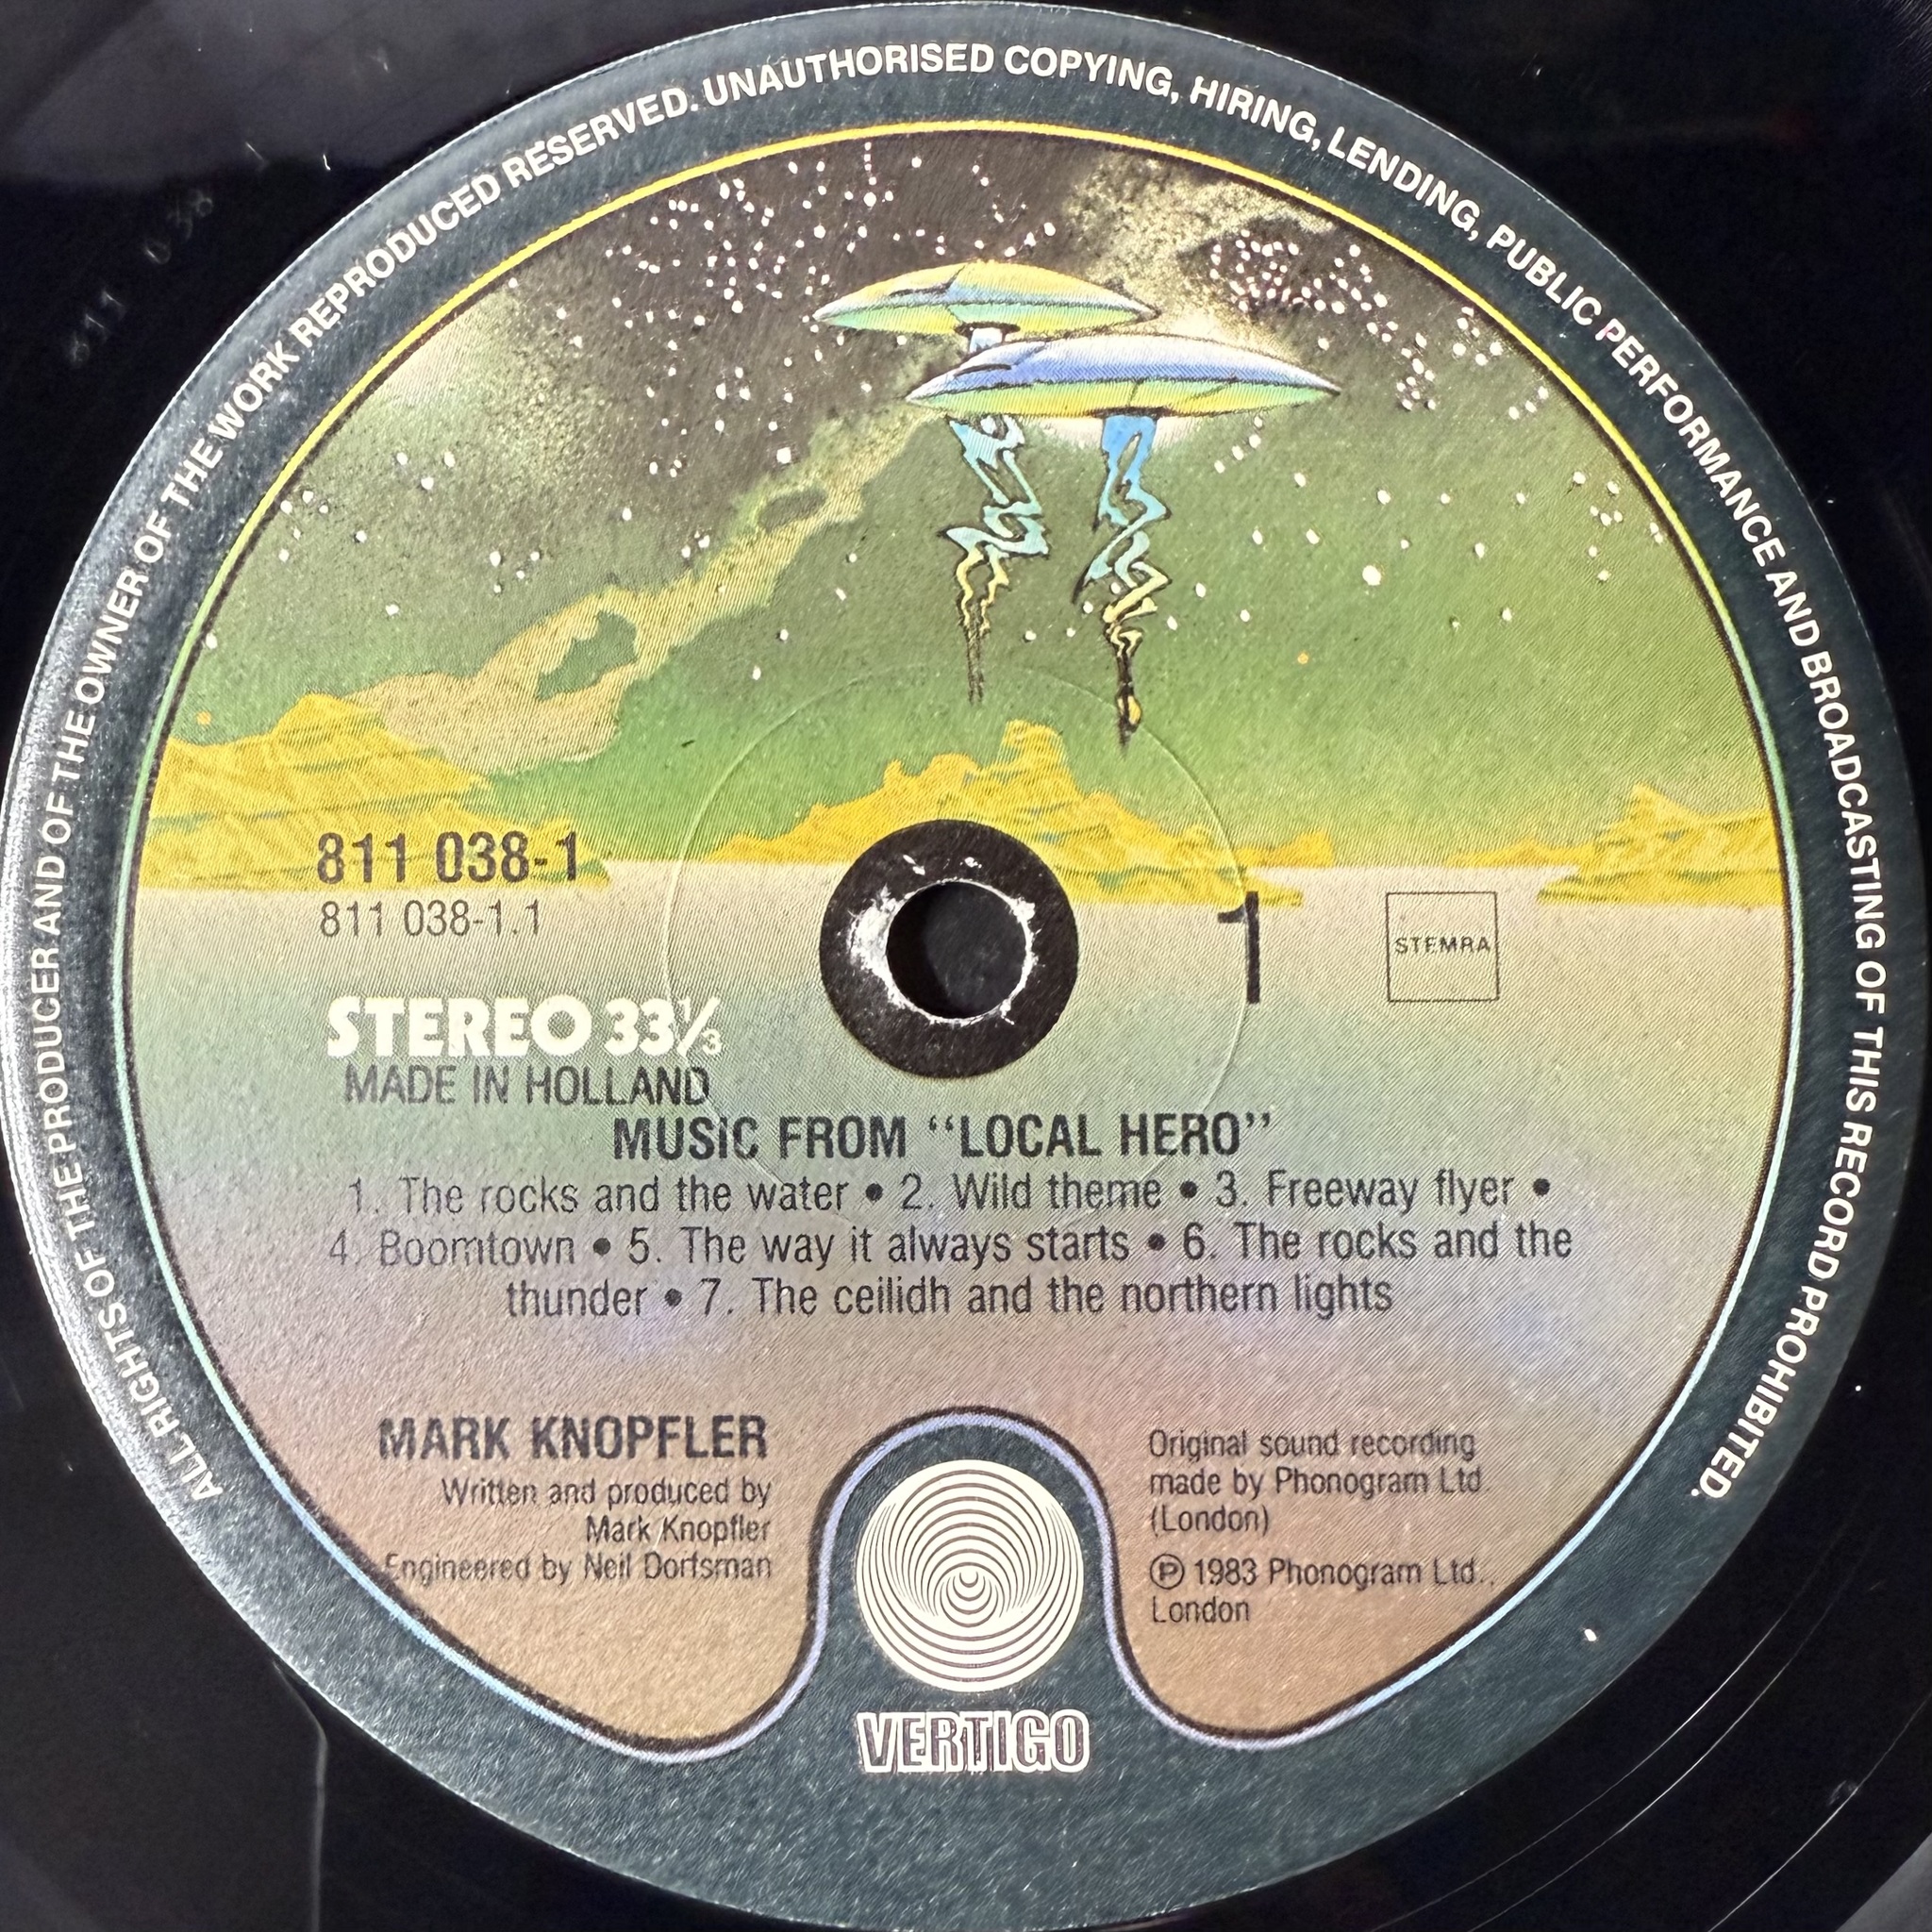 ALL RIGHTS OF THE PRODUCER AND OF THE OWNER OF THE WORK REPRODUCED RESERVED. UNAUTHORISED COPYING, HIRING, LENDING, PUBLIC PERFORMANCE AND BROADCASTING OF THIS RECORD PROHIBITED.
811 038
811 038-1
811 038-1.1
1
STEMRA
STEREO 33⅓
MADE IN HOLLAND
MUSIC FROM “LOCAL HERO”
1. The rocks and the water • 2. Wild theme • 3. Freeway flyer •
4. Boomtown • 5. The way it always starts • 6. The rocks and the
thunder • 7. The ceilidh and the northern lights
MARK KNOPFLER
Written and produced by
Mark Knopfler
Engineered by Neil Dorfsman
Original sound recording
made by Phonogram Ltd.
(London)
Ⓟ 1983 Phonogram Ltd.,
London
VERTIGO